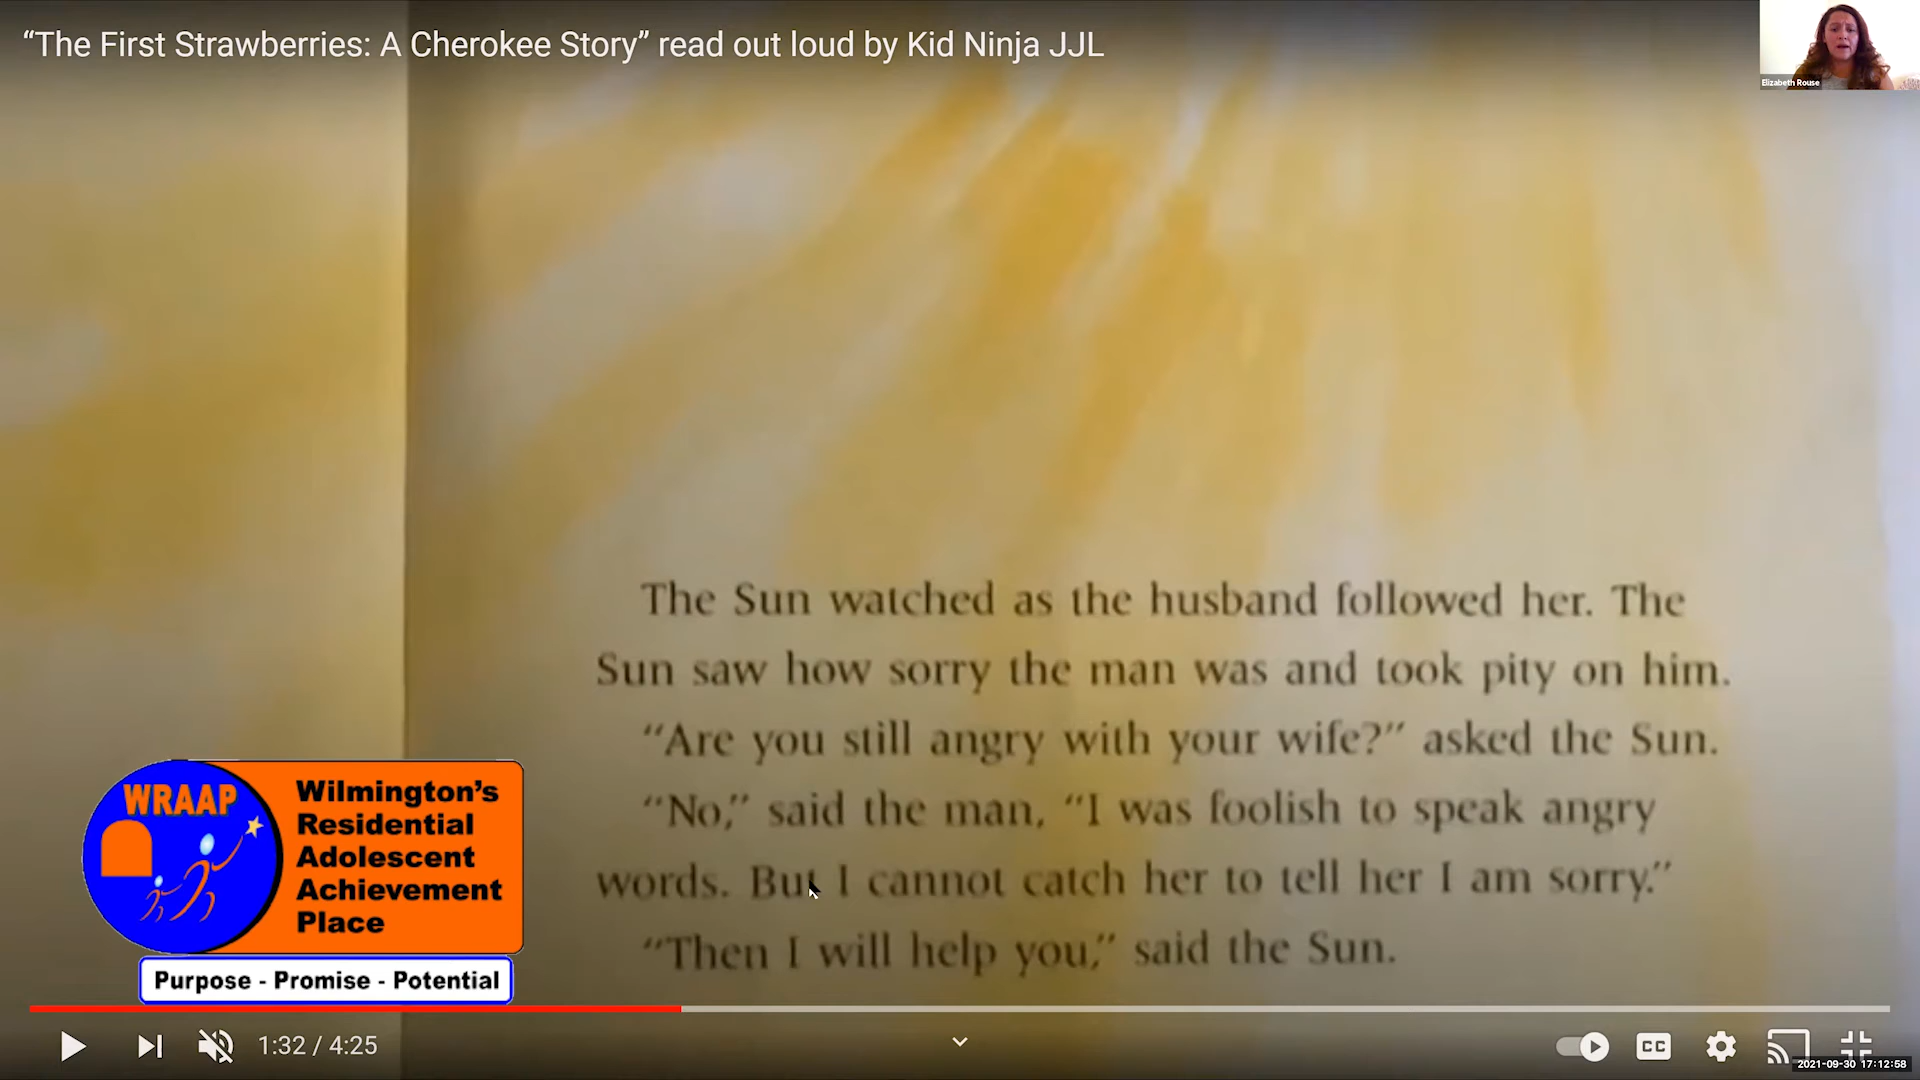 “The First Strawberries: A Cherokee Story” read out loud by Kid Ninja JJL
Elizabeth Rouse
The Sun watched as the husband followed her. The
Sun saw how sorry the man was and took pity on him.
“Are you still angry with your wife?” asked the Sun.
“No,” said the man, “I was foolish to speak angry
words. But I cannot catch her to tell her I am sorry.”
“Then I will help you,” said the Sun.
WRAAP
Wilmington’s
Residential
Adolescent
Achievement
Place
Purpose - Promise - Potential
1:32 / 4:25
CC
2021-09-30 17:12:58